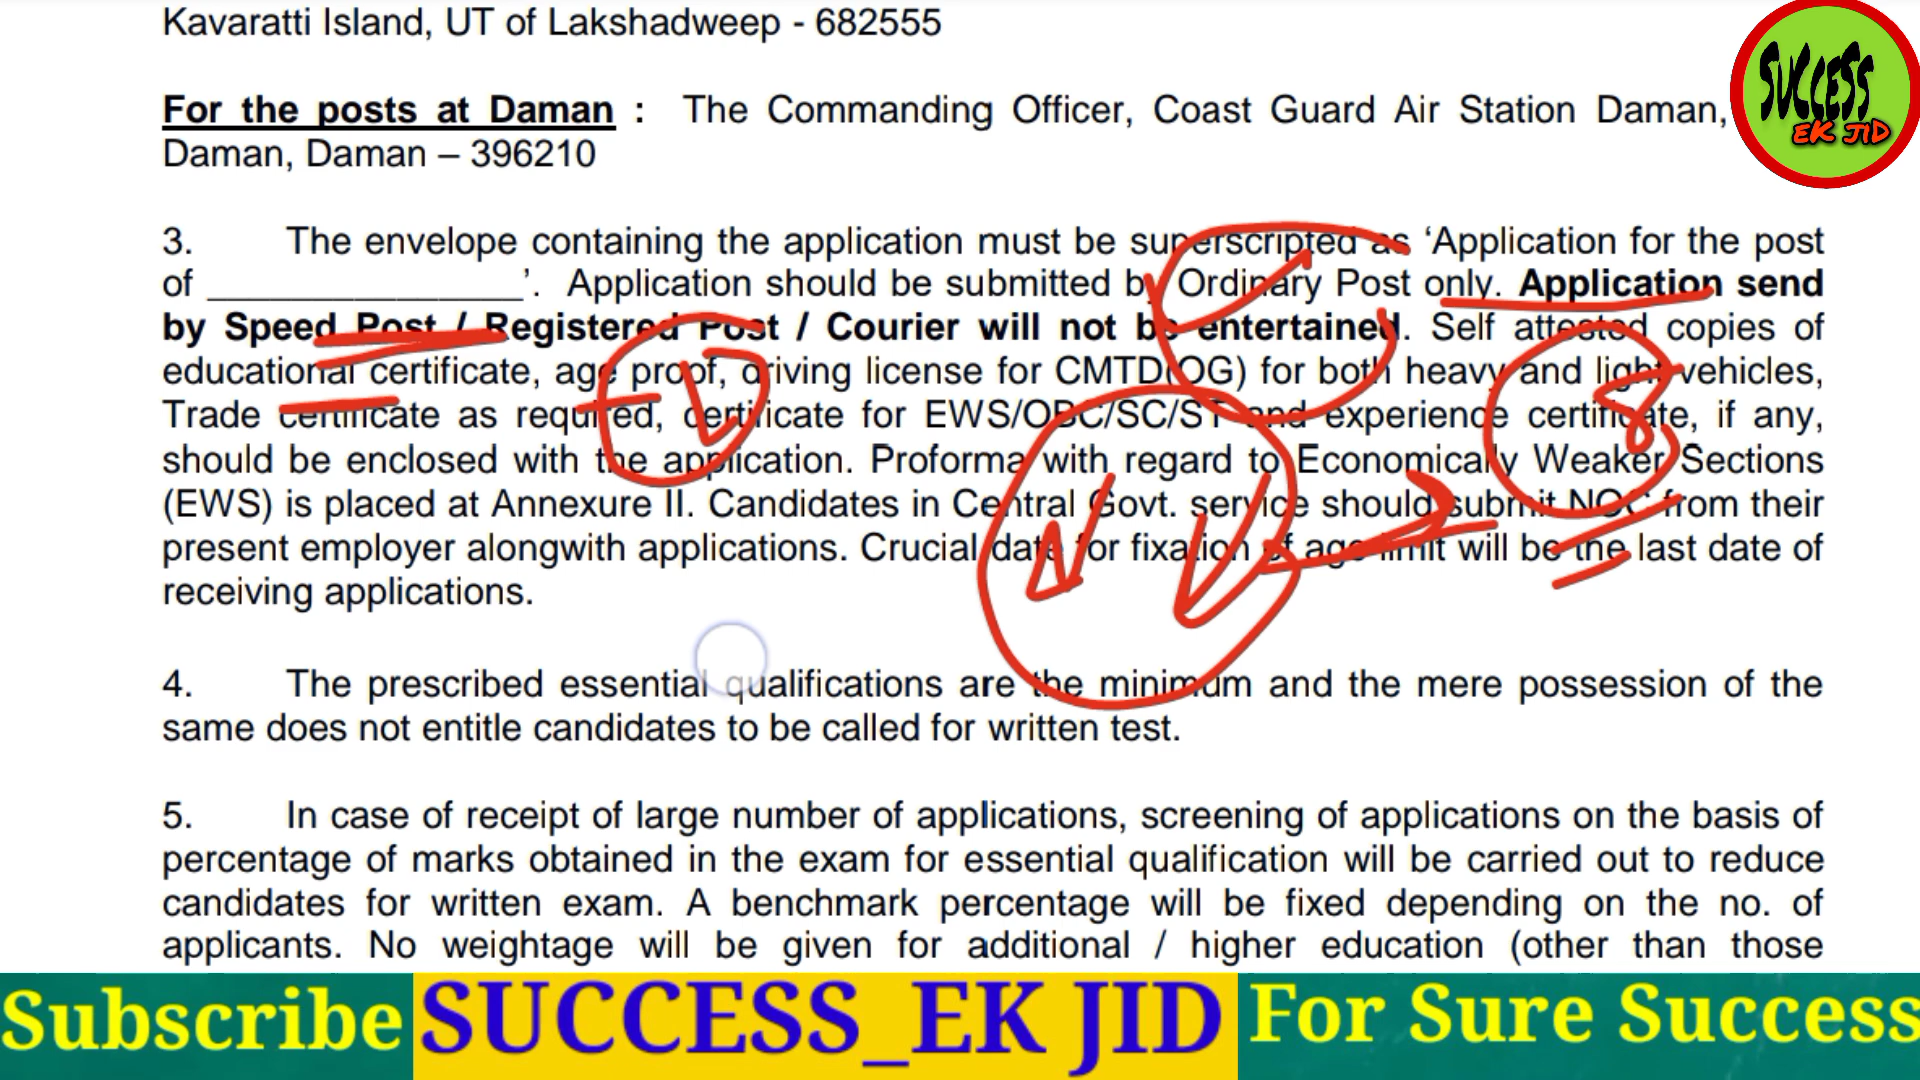 Kavaratti Island, UT of Lakshadweep - 682555
For the posts at Daman : The Commanding Officer, Coast Guard Air Station Daman,
Daman, Daman – 396210
3. The envelope containing the application must be superscripted as ‘Application for the post
of _______________’. Application should be submitted by Ordinary Post only. Application send
by Speed Post / Registered Post / Courier will not be entertained. Self attested copies of
educational certificate, age proof, driving license for CMTD(OG) for both heavy and light vehicles,
Trade certificate as required, certificate for EWS/OBC/SC/ST and experience certificate, if any,
should be enclosed with the application. Proforma with regard to Economically Weaker Sections
(EWS) is placed at Annexure II. Candidates in Central Govt. service should submit NOC from their
present employer alongwith applications. Crucial date for fixation of age limit will be the last date of
receiving applications.
4. The prescribed essential qualifications are the minimum and the mere possession of the
same does not entitle candidates to be called for written test.
5. In case of receipt of large number of applications, screening of applications on the basis of
percentage of marks obtained in the exam for essential qualification will be carried out to reduce
candidates for written exam. A benchmark percentage will be fixed depending on the no. of
applicants. No weightage will be given for additional / higher education (other than those
SUCCESS
EK JID
Subscribe SUCCESS_EK JID For Sure Success